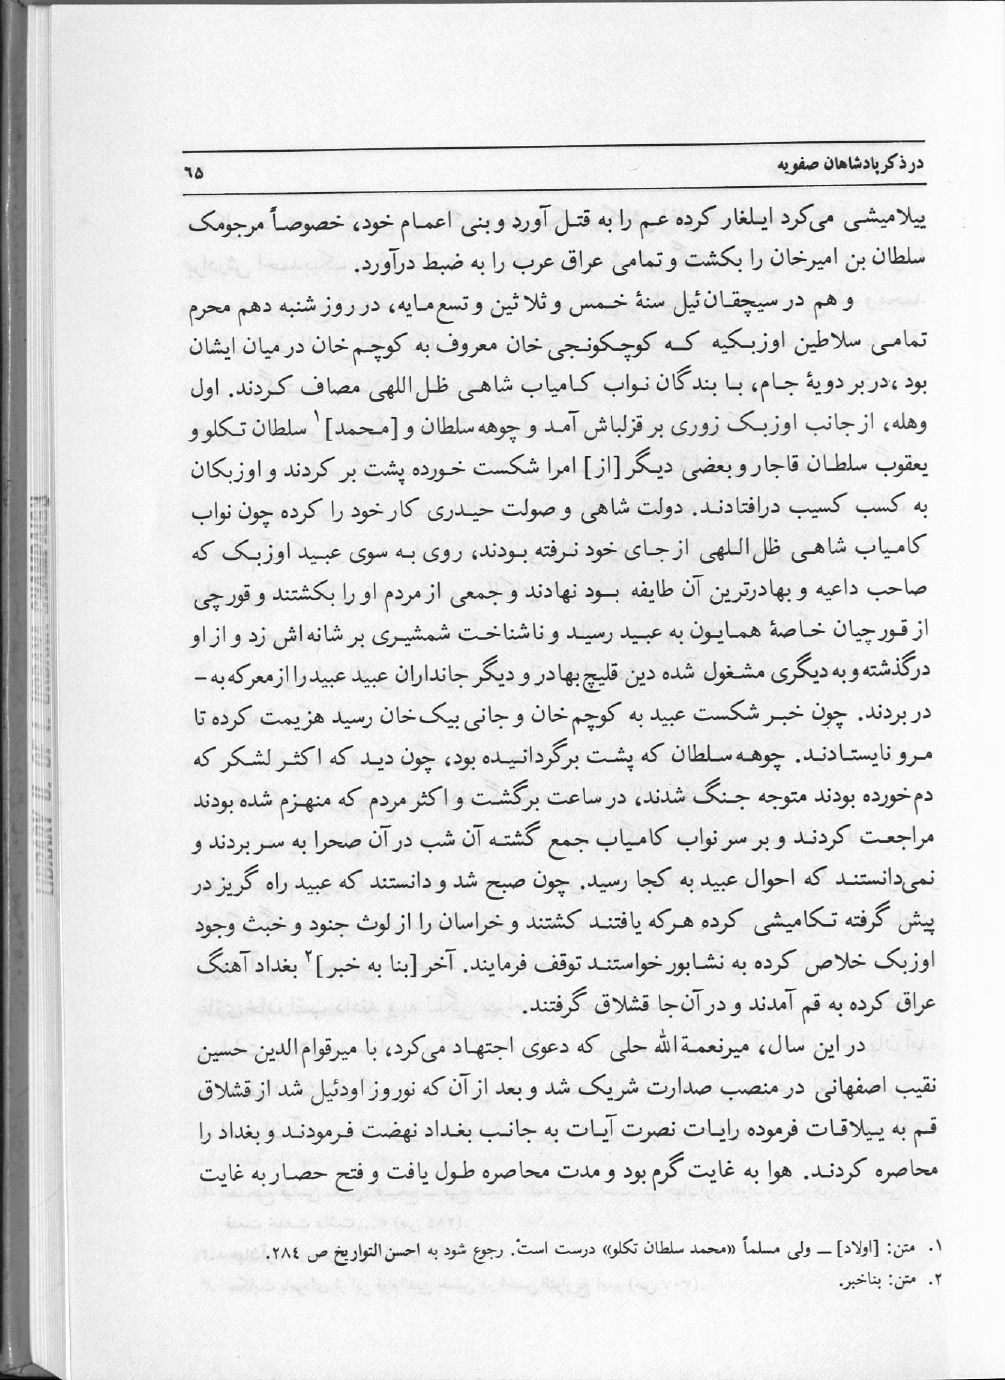 در ذکر پادشاهان صفویه
۶۵
ییلامیشی می‌کرد ایلغار کرده عم را به قتل آورد و بنی اعمام خود، خصوصاً مرجومک
سلطان بن امیرخان را بکشت و تمامی عراق عرب را به ضبط درآورد.
و هم در سیچقان‌ئیل سنهٔ خمس و ثلاثین و تسع‌مایه، در روز شنبه دهم محرم
تمامی سلاطین اوزبکیه که کوچکونجی خان معروف به کوچم‌خان در میان ایشان
بود، در بر دویهٔ جام، با بندگان نواب کامیاب شاهی ظل‌اللهی مصاف کردند. اول
وهله، از جانب اوزبک زوری بر قزلباش آمد و چوهه‌سلطان و [محمد]۱ سلطان تکلو و
یعقوب سلطان قاجار و بعضی دیگر [از] امرا شکست خورده پشت بر کردند و اوزبکان
به کسب کسیب درافتادند. دولت شاهی و صولت حیدری کار خود را کرده چون نواب
کامیاب شاهی ظل‌اللهی از جای خود نرفته بودند، روی به سوی عبید اوزبک که
صاحب داعیه و بهادرترین آن طایفه بود نهادند و جمعی از مردم او را بکشتند و قورچی
از قورچیان خاصهٔ همایون به عبید رسید و ناشناخت شمشیری بر شانه‌اش زد و از او
درگذشته و به دیگری مشغول شده دین قلیچ‌بهادر و دیگر جانداران عبید عبید را از معرکه به -
در بردند. چون خبر شکست عبید به کوچم‌خان و جانی بیک‌خان رسید هزیمت کرده تا
مرو نایستادند. چوهه‌سلطان که پشت برگردانیده بود، چون دید که اکثر لشکر که
دم‌خورده بودند متوجه جنگ شدند، در ساعت برگشت و اکثر مردم که منهزم شده بودند
مراجعت کردند و بر سر نواب کامیاب جمع گشته آن شب در آن صحرا به سر بردند و
نمی‌دانستند که احوال عبید به کجا رسید. چون صبح شد و دانستند که عبید راه گریز در
پیش گرفته تکامیشی کرده هرکه یافتند کشتند و خراسان را از لوث جنود و خبث وجود
اوزبک خلاص کرده به نشابور خواستند توقف فرمایند. آخر [بنا به خبر]۲ بغداد آهنگ
عراق کرده به قم آمدند و در آن‌جا قشلاق گرفتند.
در این سال، میرنعمةالله حلی که دعوی اجتهاد می‌کرد، با میرقوام‌الدین حسین
نقیب اصفهانی در منصب صدارت شریک شد و بعد از آن که نوروز اودئیل شد از قشلاق
قم به ییلاقات فرموده رایات نصرت آیات به جانب بغداد نهضت فرمودند و بغداد را
محاصره کردند. هوا به غایت گرم بود و مدت محاصره طول یافت و فتح حصار به غایت
۱. متن: [اولاد] ــ ولی مسلماً «محمد سلطان تکلو» درست است. رجوع شود به احسن‌التواریخ ص ۲۸۴.
۲. متن: بناخبر.